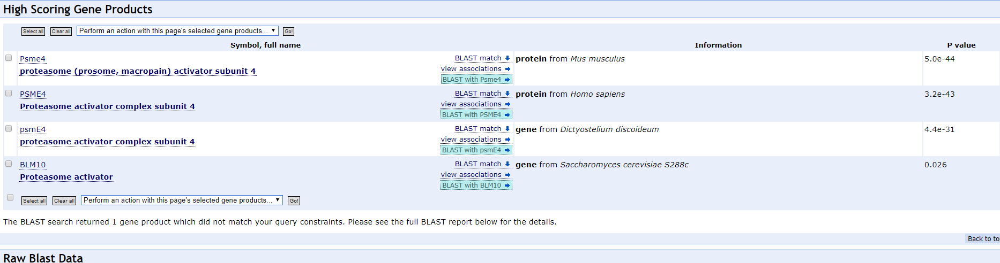 High Scoring Gene Products
Select all Clear all Perform an action with this page's selected gene products... Go!
Symbol, full name Information P value
Psme4 BLAST match protein from Mus musculus 5.0e-44
proteasome (prosome, macropain) activator subunit 4 view associations
BLAST with Psme4
PSME4 BLAST match protein from Homo sapiens 3.2e-43
Proteasome activator complex subunit 4 view associations
BLAST with PSME4
psmE4 BLAST match gene from Dictyostelium discoideum 4.4e-31
proteasome activator complex subunit 4 view associations
BLAST with psmE4
BLM10 BLAST match gene from Saccharomyces cerevisiae S288c 0.026
Proteasome activator view associations
BLAST with BLM10
Select all Clear all Perform an action with this page's selected gene products... Go!
The BLAST search returned 1 gene product which did not match your query constraints. Please see the full BLAST report below for the details.
Back to to
Raw Blast Data